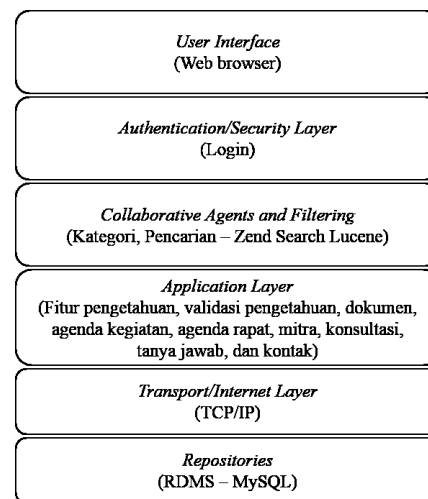 User Interface
(Web browser)
Authentication/Security Layer
(Login)
Collaborative Agents and Filtering
(Kategori, Pencarian – Zend Search Lucene)
Application Layer
(Fitur pengetahuan, validasi pengetahuan, dokumen,
agenda kegiatan, agenda rapat, mitra, konsultasi,
tanya jawab, dan kontak)
Transport/Internet Layer
(TCP/IP)
Repositories
(RDMS – MySQL)